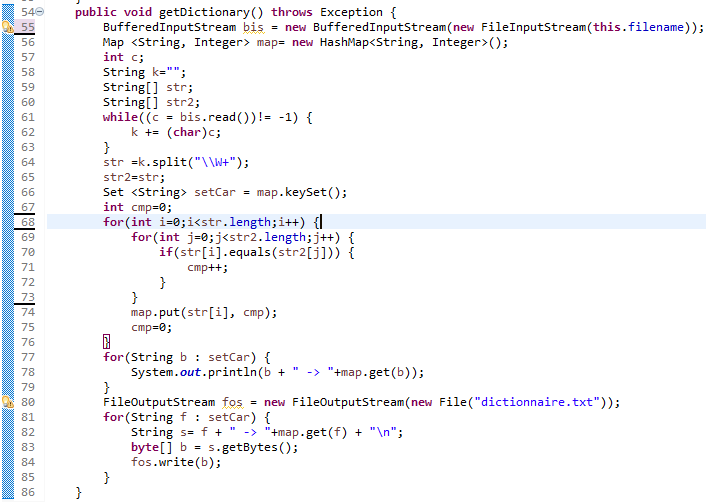 54 public void getDictionary() throws Exception {
55 BufferedInputStream bis = new BufferedInputStream(new FileInputStream(this.filename));
56 Map <String, Integer> map= new HashMap<String, Integer>();
57 int c;
58 String k="";
59 String[] str;
60 String[] str2;
61 while((c = bis.read())!= -1) {
62 k += (char)c;
63 }
64 str =k.split("\\W+");
65 str2=str;
66 Set <String> setCar = map.keySet();
67 int cmp=0;
68 for(int i=0;i<str.length;i++) {
69 for(int j=0;j<str2.length;j++) {
70 if(str[i].equals(str2[j])) {
71 cmp++;
72 }
73 }
74 map.put(str[i], cmp);
75 cmp=0;
76 }
77 for(String b : setCar) {
78 System.out.println(b + " -> "+map.get(b));
79 }
80 FileOutputStream fos = new FileOutputStream(new File("dictionnaire.txt"));
81 for(String f : setCar) {
82 String s= f + " -> "+map.get(f) + "\n";
83 byte[] b = s.getBytes();
84 fos.write(b);
85 }
86 }